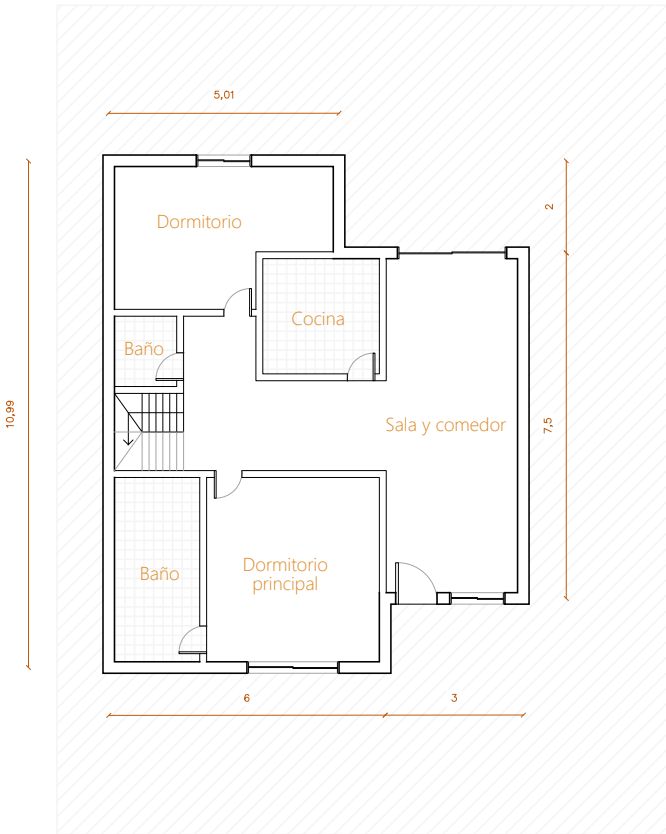 5,01
2
Dormitorio
Cocina
Baño
10,99
7,5
Sala y comedor
Baño
Dormitorio
principal
6
3